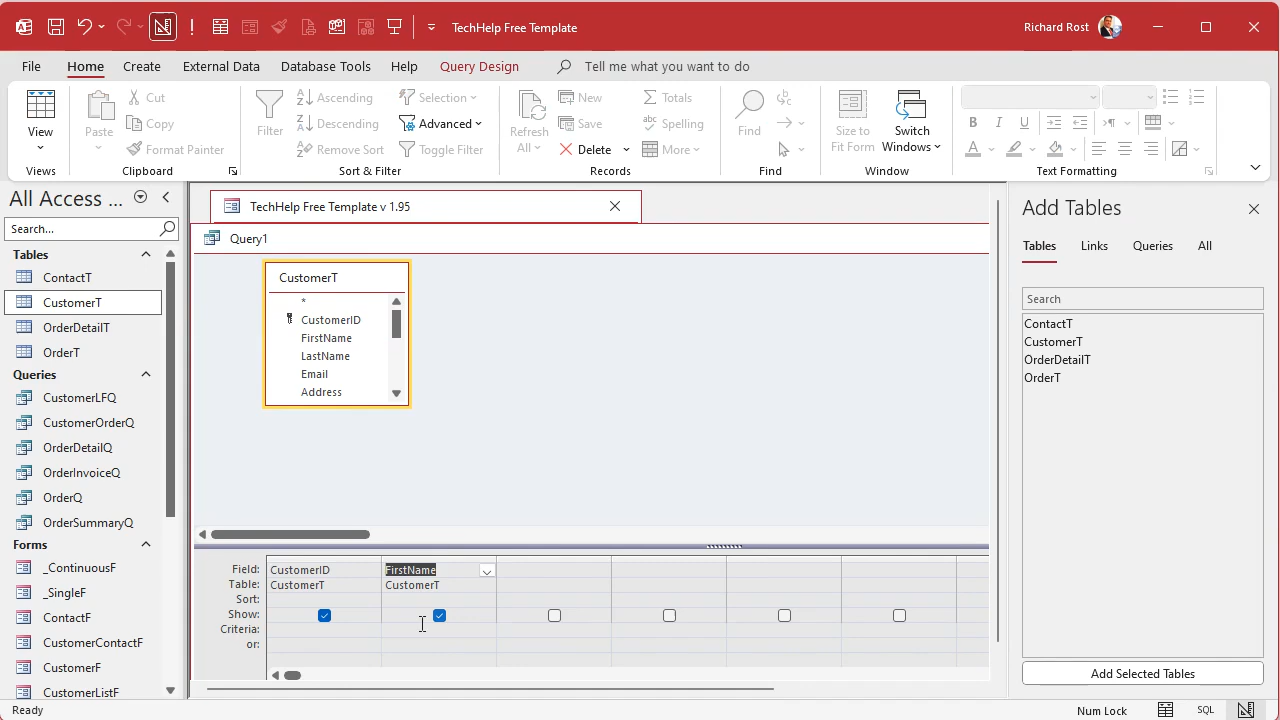 TechHelp Free Template
Richard Rost
File Home Create External Data Database Tools Help Query Design Tell me what you want to do
View
Views
Paste
Cut
Copy
Format Painter
Clipboard
Filter
Ascending
Descending
Remove Sort
Selection
Advanced
Toggle Filter
Sort & Filter
Refresh All
New
Save
Delete
Totals
Spelling
More
Records
Find
Find
Size to Fit Form
Switch Windows
Window
B I U
A
Text Formatting
All Access ...
Search...
Tables
ContactT
CustomerT
OrderDetailT
OrderT
Queries
CustomerLFQ
CustomerOrderQ
OrderDetailQ
OrderInvoiceQ
OrderQ
OrderSummaryQ
Forms
_ContinuousF
_SingleF
ContactF
CustomerContactF
CustomerF
CustomerListF
TechHelp Free Template v 1.95
Query1
CustomerT
*
CustomerID
FirstName
LastName
Email
Address
Field: CustomerID FirstName
Table: CustomerT CustomerT
Sort:
Show:
Criteria:
or:
Add Tables
Tables Links Queries All
Search
ContactT
CustomerT
OrderDetailT
OrderT
Add Selected Tables
Ready
Num Lock
SQL